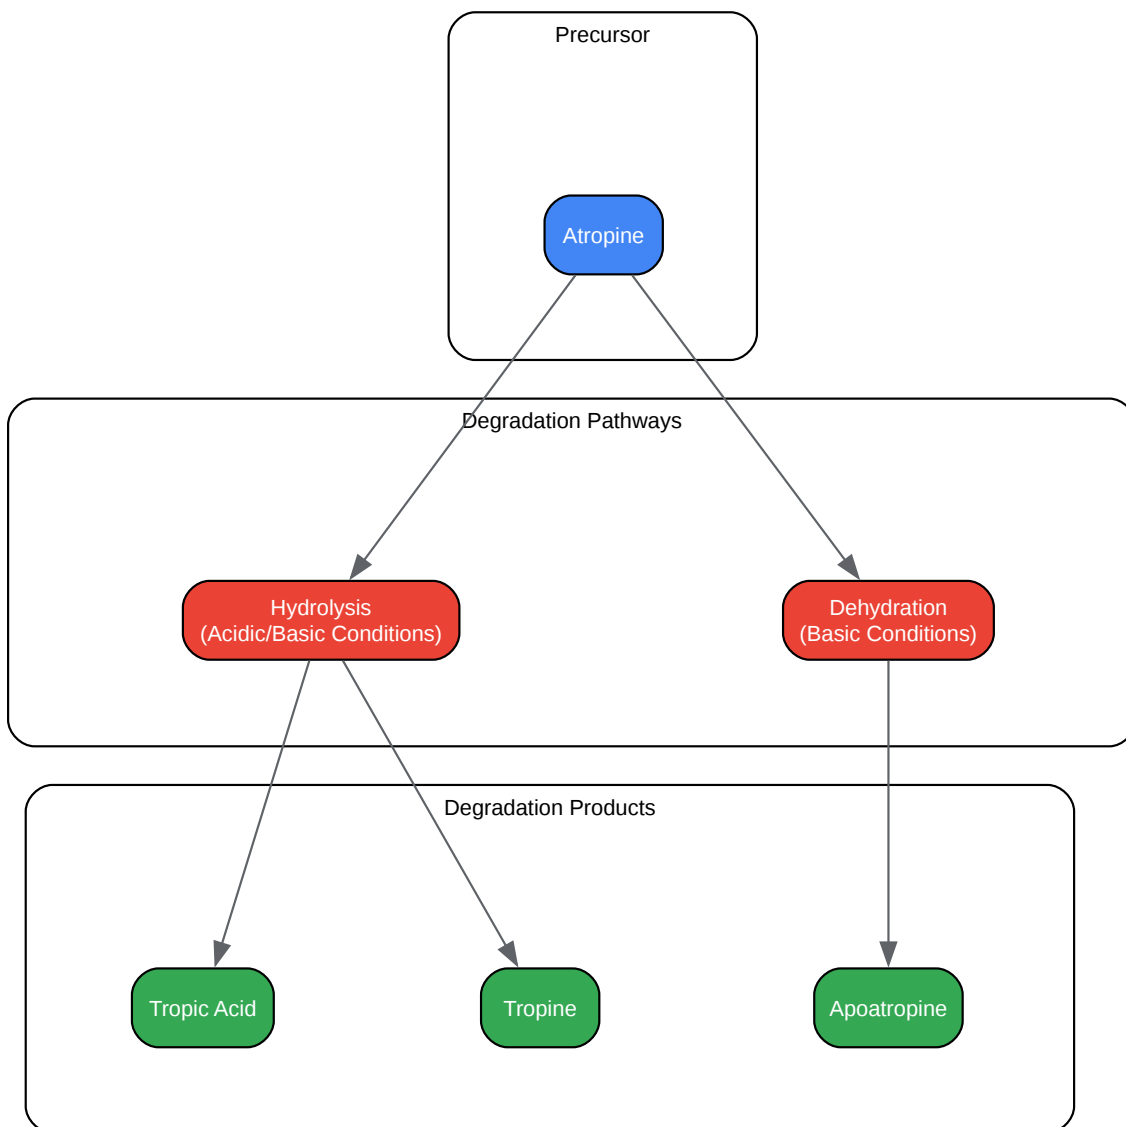 Precursor
Atropine
Degradation Pathways
Hydrolysis
(Acidic/Basic Conditions)
Dehydration
(Basic Conditions)
Degradation Products
Tropic Acid
Tropine
Apoatropine